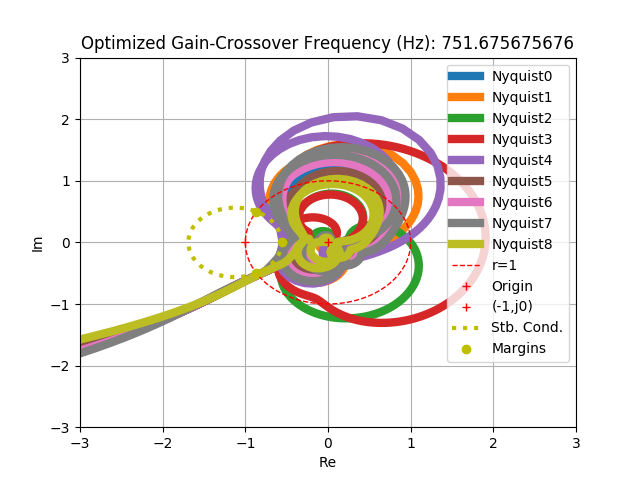 Optimized Gain-Crossover Frequency (Hz): 751.675675676
3
2
1
0
−1
−2
−3
Im
Nyquist0
Nyquist1
Nyquist2
Nyquist3
Nyquist4
Nyquist5
Nyquist6
Nyquist7
Nyquist8
r=1
Origin
(-1,j0)
Stb. Cond.
Margins
−3 −2 −1 0 1 2 3
Re